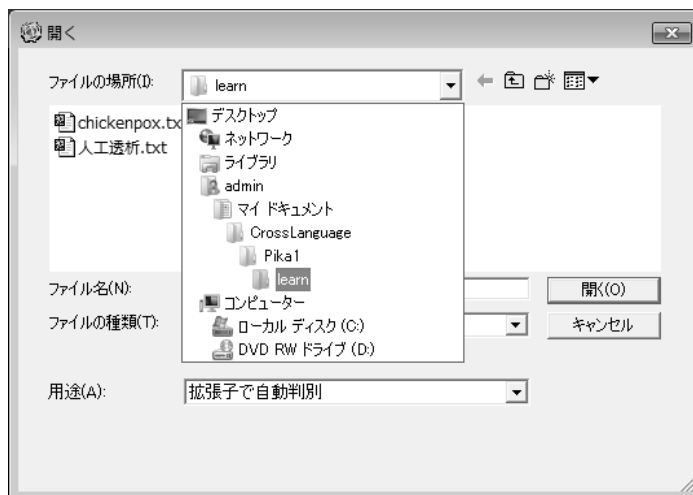 開く
ファイルの場所(I):
learn
chickenpox.tx
人工透析.txt
デスクトップ
ネットワーク
ライブラリ
admin
マイ ドキュメント
CrossLanguage
Pika1
learn
コンピューター
ローカル ディスク (C:)
DVD RW ドライブ (D:)
ファイル名(N):
開く(O)
ファイルの種類(T):
キャンセル
用途(A):
拡張子で自動判別